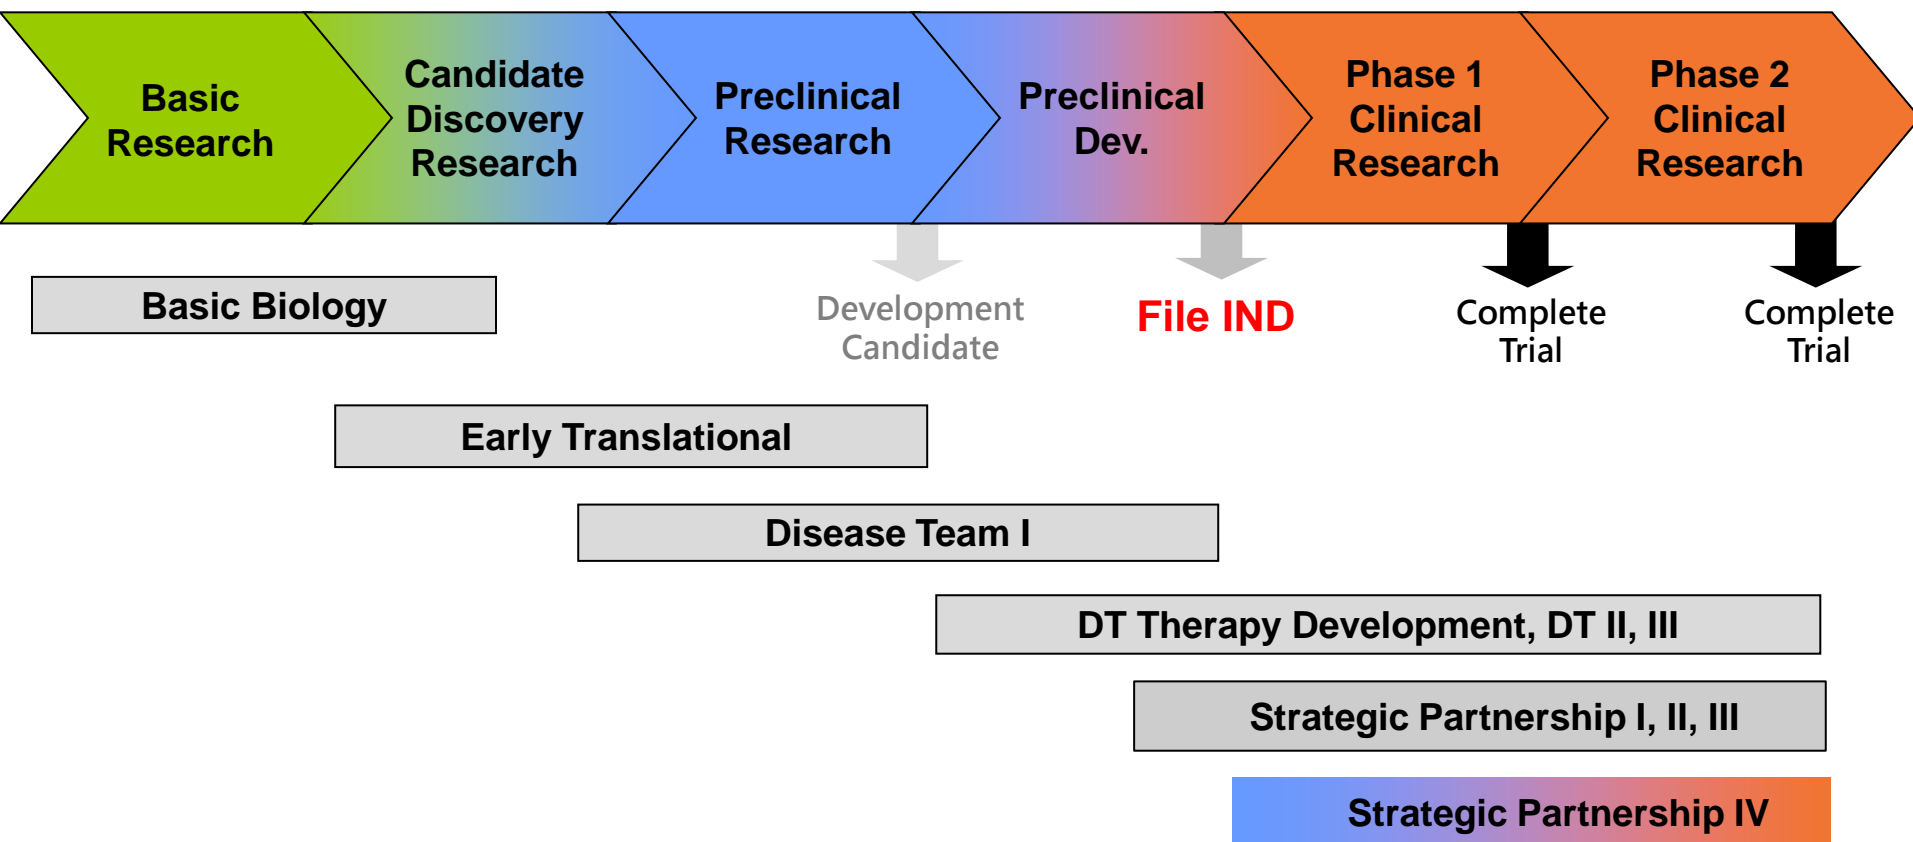 Basic
Research
Candidate
Discovery
Research
Preclinical
Research
Preclinical
Dev.
Phase 1
Clinical
Research
Phase 2
Clinical
Research
Basic Biology
Development
Candidate
File IND
Complete
Trial
Complete
Trial
Early Translational
Disease Team I
DT Therapy Development, DT II, III
Strategic Partnership I, II, III
Strategic Partnership IV